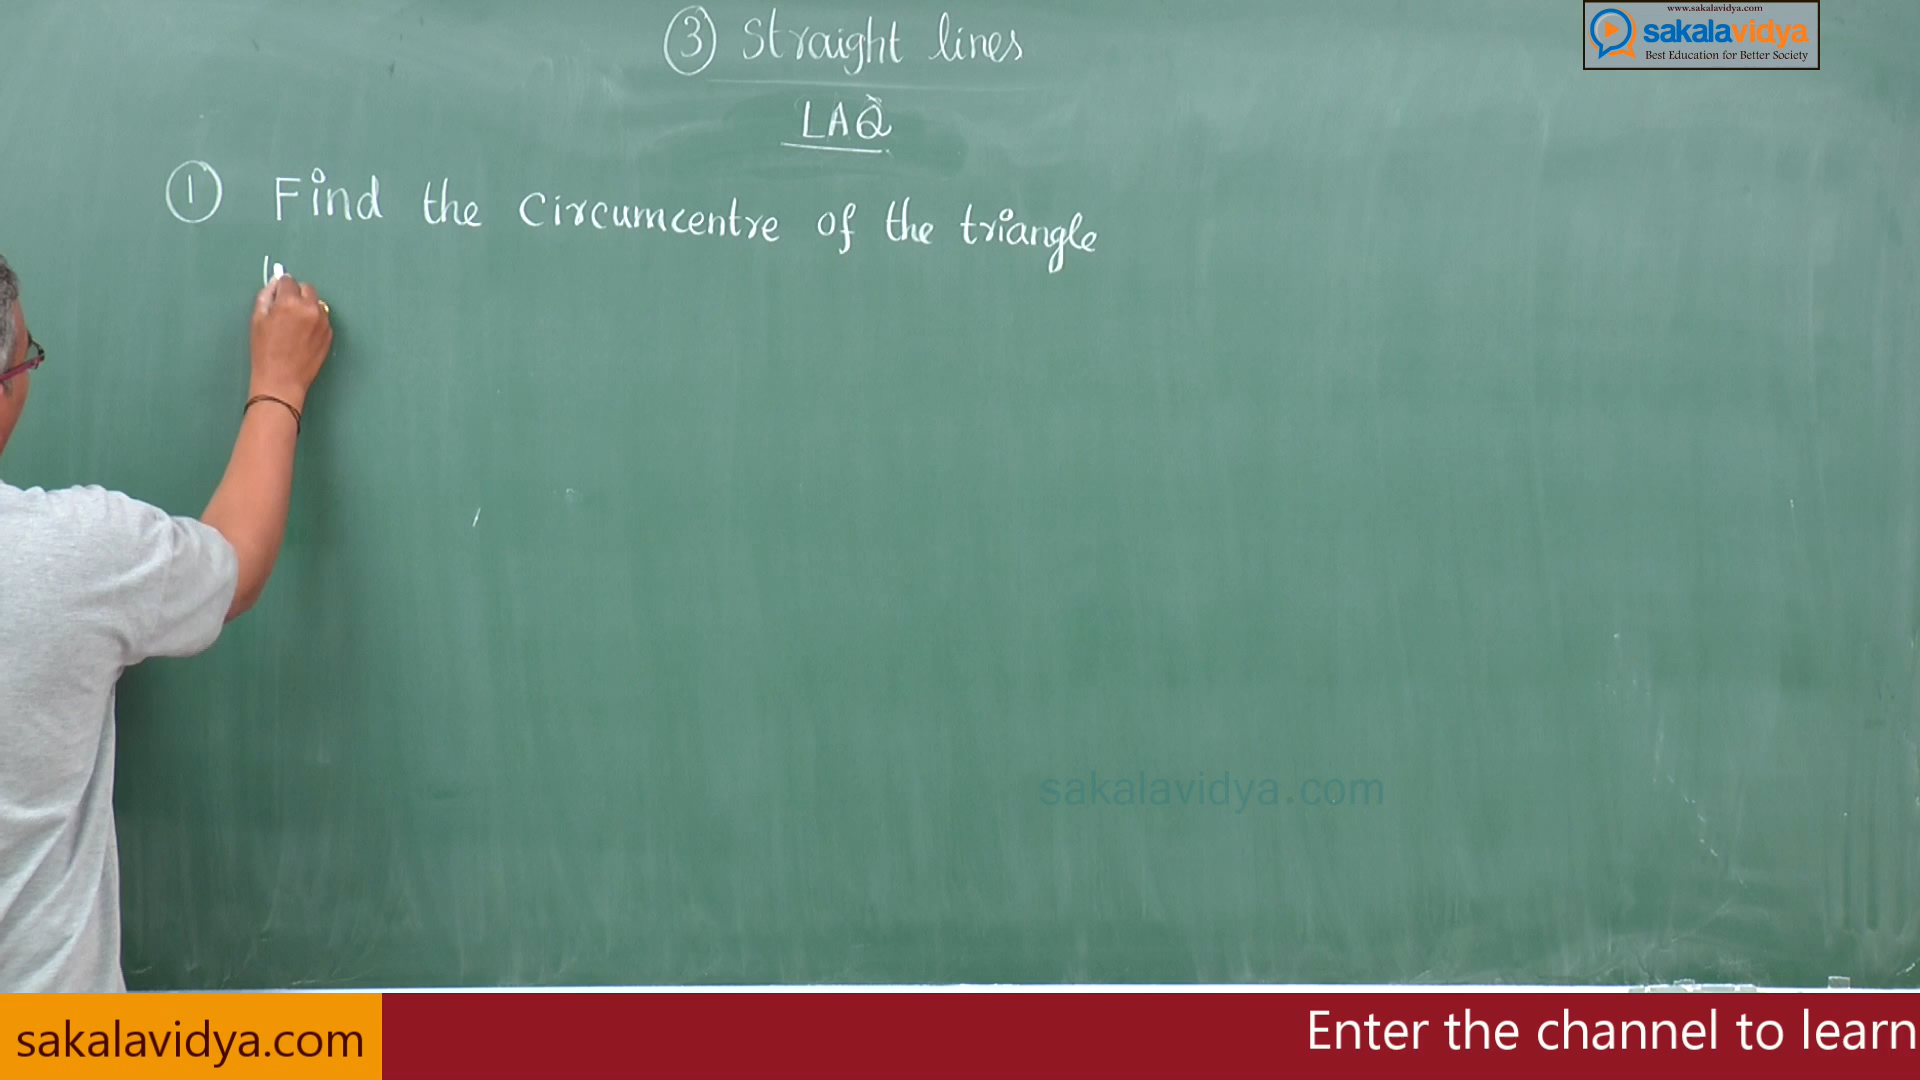 ③ Straight lines
www.sakalavidya.com
sakalavidya
Best Education for Better Society
LAQ
① Find the Circumcentre of the triangle
sakalavidya.com
sakalavidya.com
Enter the channel to learn